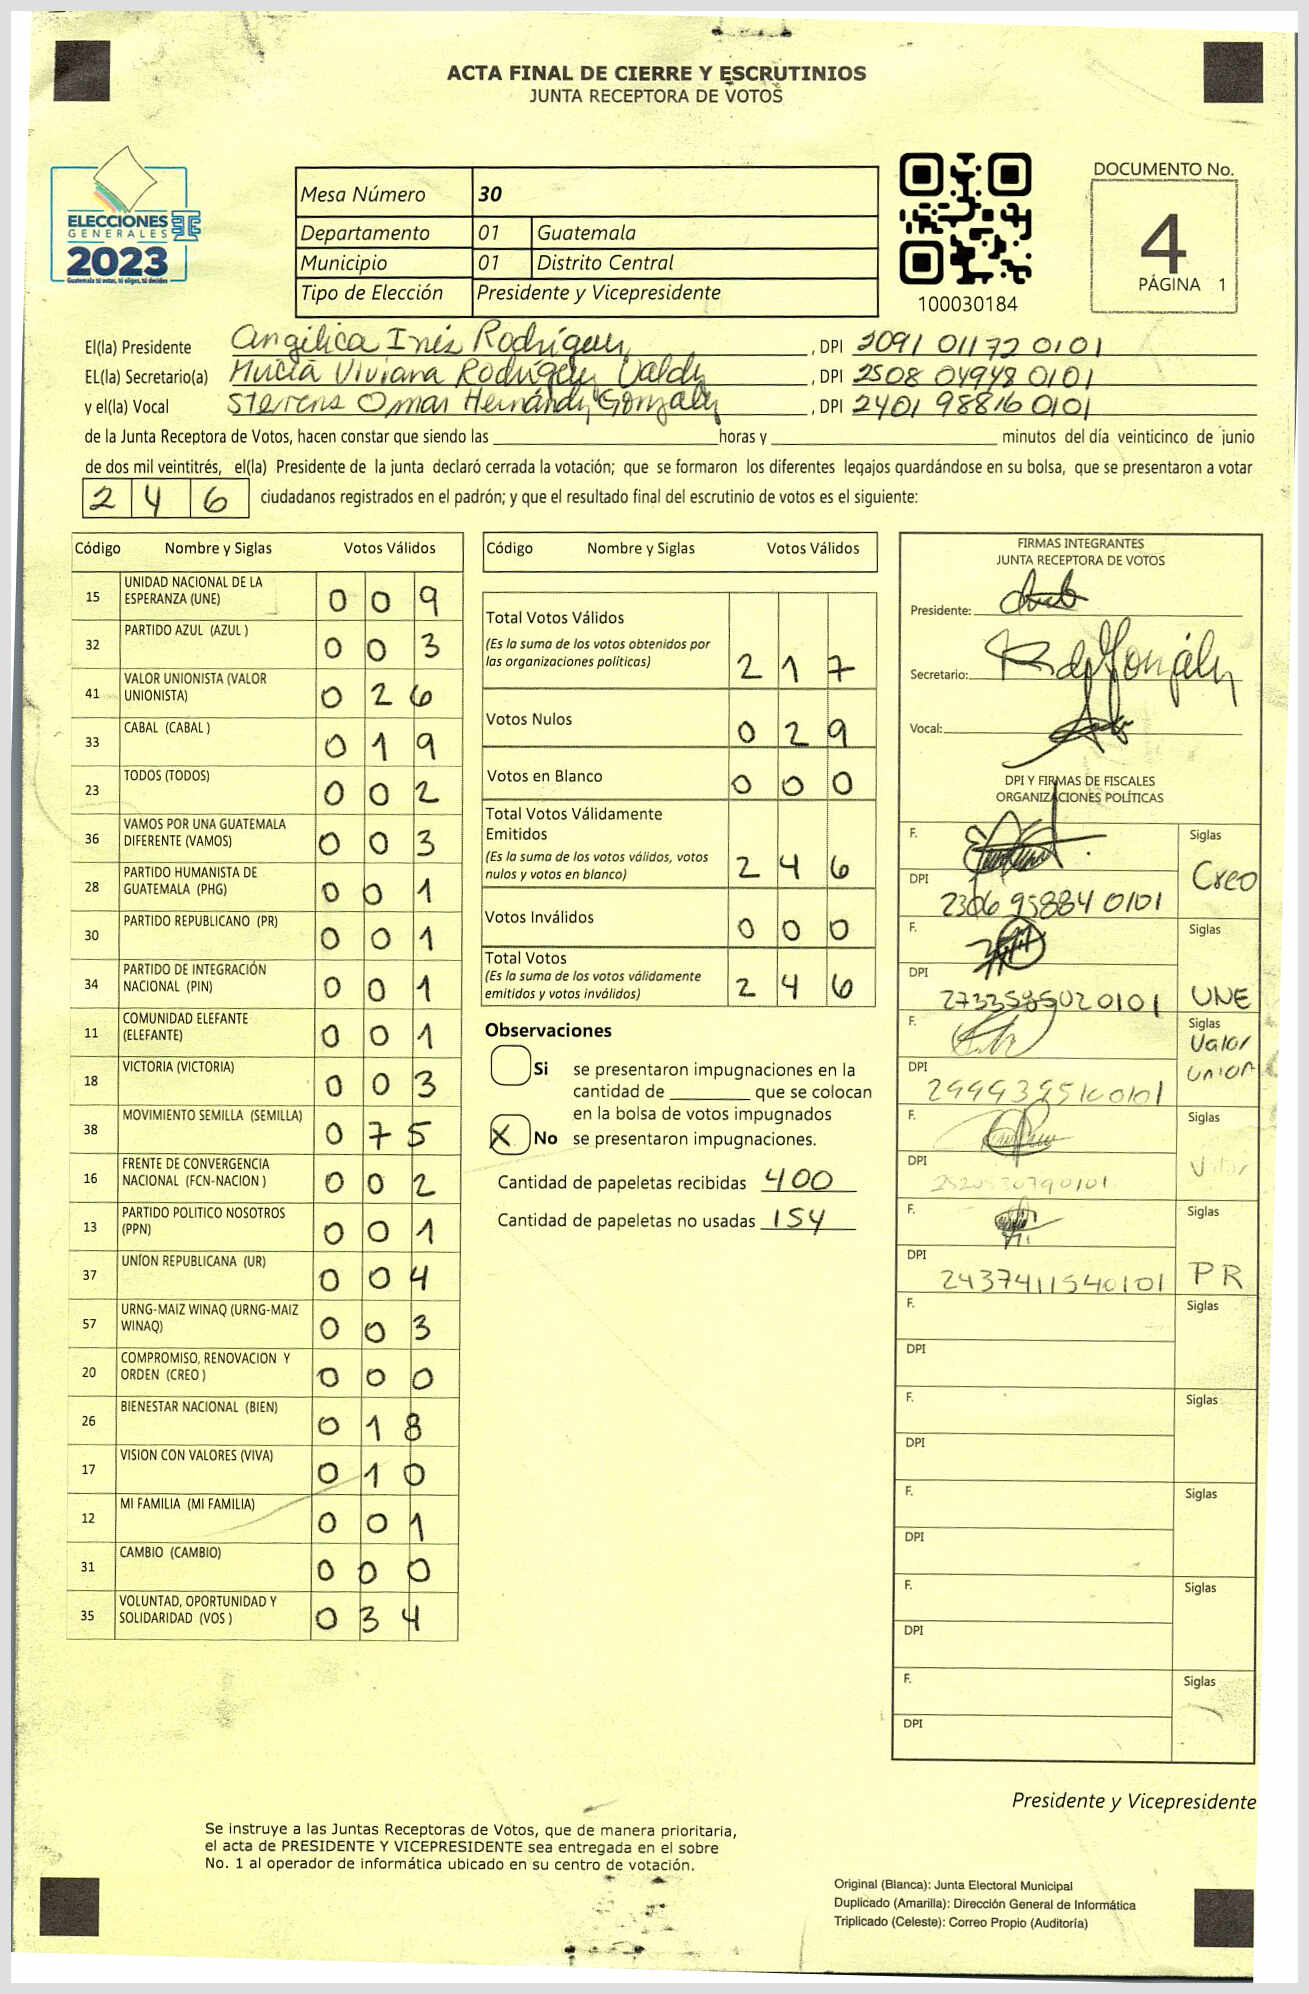 ACTA FINAL DE CIERRE Y ESCRUTINIOS
JUNTA RECEPTORA DE VOTOS
ELECCIONES
GENERALES
2023
Guatemala tú votas, tú eliges, tú decides
Mesa Número 30
Departamento 01 Guatemala
Municipio 01 Distrito Central
Tipo de Elección Presidente y Vicepresidente
100030184
DOCUMENTO No.
4
PÁGINA 1
El(la) Presidente Angélica Inés Rodríguez, DPI 2091 01172 0101
EL(la) Secretario(a) Viviana Rodríguez Valdz, DPI 2508 04948 0101
y el(la) Vocal Stevens Omar Hernández González, DPI 2401 98816 0101
de la Junta Receptora de Votos, hacen constar que siendo las horas y minutos del día veinticinco de junio
de dos mil veintitrés, el(la) Presidente de la junta declaró cerrada la votación; que se formaron los diferentes legajos guardándose en su bolsa, que se presentaron a votar
2 4 6 ciudadanos registrados en el padrón; y que el resultado final del escrutinio de votos es el siguiente:
Código Nombre y Siglas Votos Válidos
15 UNIDAD NACIONAL DE LA ESPERANZA (UNE) 0 0 9
32 PARTIDO AZUL (AZUL ) 0 0 3
41 VALOR UNIONISTA (VALOR UNIONISTA) 0 2 6
33 CABAL (CABAL ) 0 1 9
23 TODOS (TODOS) 0 0 2
36 VAMOS POR UNA GUATEMALA DIFERENTE (VAMOS) 0 0 3
28 PARTIDO HUMANISTA DE GUATEMALA (PHG) 0 0 1
30 PARTIDO REPUBLICANO (PR) 0 0 1
34 PARTIDO DE INTEGRACIÓN NACIONAL (PIN) 0 0 1
11 COMUNIDAD ELEFANTE (ELEFANTE) 0 0 1
18 VICTORIA (VICTORIA) 0 0 3
38 MOVIMIENTO SEMILLA (SEMILLA) 0 7 5
16 FRENTE DE CONVERGENCIA NACIONAL (FCN-NACION ) 0 0 2
13 PARTIDO POLITICO NOSOTROS (PPN) 0 0 1
37 UNION REPUBLICANA (UR) 0 0 4
57 URNG-MAIZ WINAQ (URNG-MAIZ WINAQ) 0 0 3
20 COMPROMISO, RENOVACION Y ORDEN (CREO ) 0 0 0
26 BIENESTAR NACIONAL (BIEN) 0 1 8
17 VISION CON VALORES (VIVA) 0 1 0
12 MI FAMILIA (MI FAMILIA) 0 0 1
31 CAMBIO (CAMBIO) 0 0 0
35 VOLUNTAD, OPORTUNIDAD Y SOLIDARIDAD (VOS ) 0 3 4
Código Nombre y Siglas Votos Válidos
Total Votos Válidos
(Es la suma de los votos obtenidos por
las organizaciones políticas) 2 1 7
Votos Nulos 0 2 9
Votos en Blanco 0 0 0
Total Votos Válidamente
Emitidos
(Es la suma de los votos válidos, votos
nulos y votos en blanco) 2 4 6
Votos Inválidos 0 0 0
Total Votos
(Es la suma de los votos válidamente
emitidos y votos inválidos) 2 4 6
Observaciones
Si se presentaron impugnaciones en la
cantidad de que se colocan
en la bolsa de votos impugnados
X No se presentaron impugnaciones.
Cantidad de papeletas recibidas 400
Cantidad de papeletas no usadas 154
FIRMAS INTEGRANTES
JUNTA RECEPTORA DE VOTOS
Presidente:
Secretario:
Vocal:
DPI Y FIRMAS DE FISCALES
ORGANIZACIONES POLÍTICAS
F. Siglas
DPI 2306 95884 0101 Creo
F. Siglas
DPI 2733585020101 UNE
F. Siglas
Valor
DPI Union
F. Siglas
DPI Valor
F. Siglas
DPI 2437411540101 PR
F. Siglas
DPI
F. Siglas
DPI
F. Siglas
DPI
F. Siglas
DPI
F. Siglas
DPI
Presidente y Vicepresidente
Se instruye a las Juntas Receptoras de Votos, que de manera prioritaria,
el acta de PRESIDENTE Y VICEPRESIDENTE sea entregada en el sobre
No. 1 al operador de informática ubicado en su centro de votación.
Original (Blanca): Junta Electoral Municipal
Duplicado (Amarilla): Dirección General de Informática
Triplicado (Celeste): Correo Propio (Auditoría)